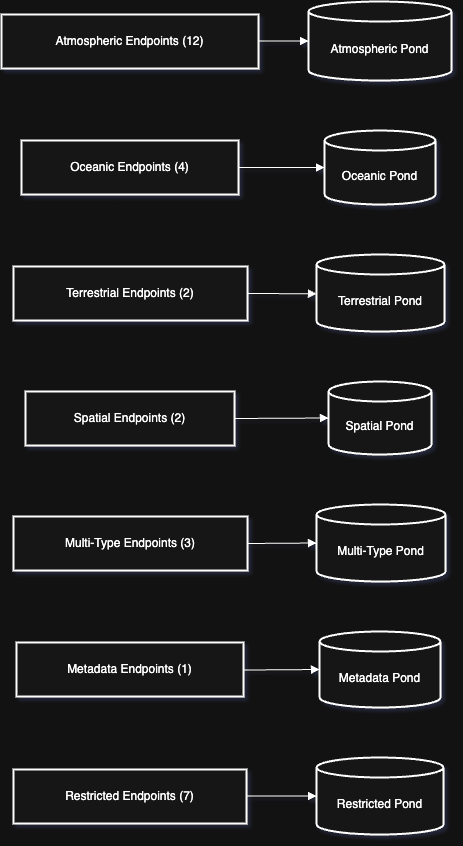 Atmospheric Endpoints (12)
Atmospheric Pond
Oceanic Endpoints (4)
Oceanic Pond
Terrestrial Endpoints (2)
Terrestrial Pond
Spatial Endpoints (2)
Spatial Pond
Multi-Type Endpoints (3)
Multi-Type Pond
Metadata Endpoints (1)
Metadata Pond
Restricted Endpoints (7)
Restricted Pond